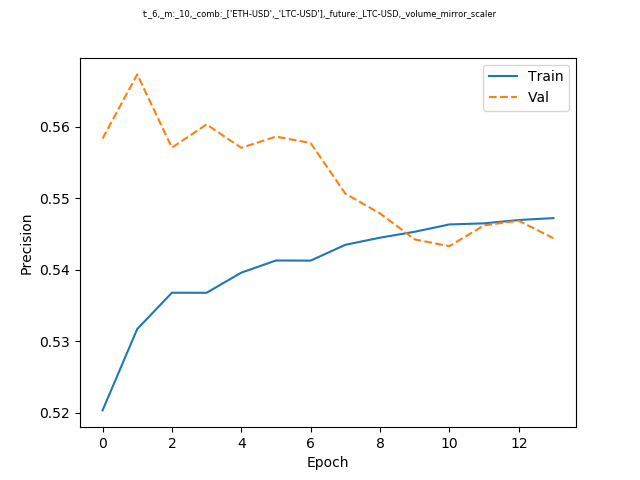 t:_6,_m:_10,_comb:_['ETH-USD',_'LTC-USD'],_future:_LTC-USD,_volume_mirror_scaler
Train
Val
0.56
0.55
0.54
0.53
0.52
Precision
0 2 4 6 8 10 12
Epoch